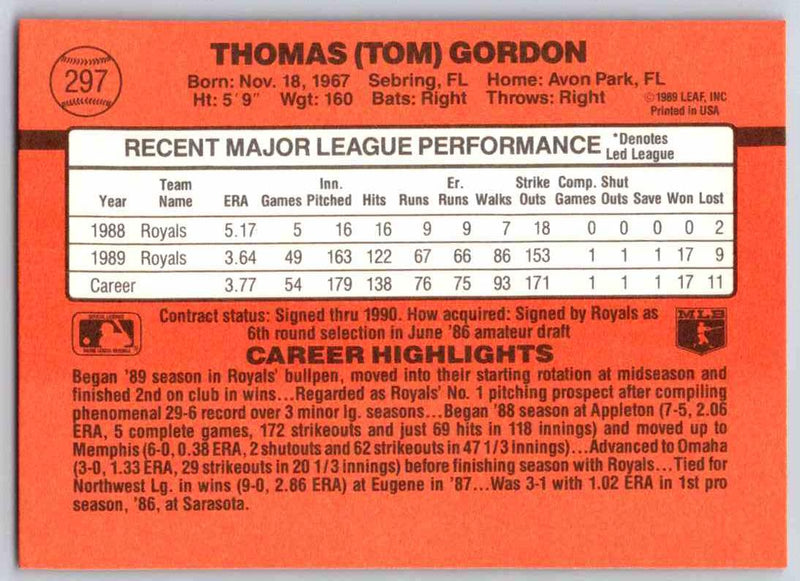 297
THOMAS (TOM) GORDON
Born: Nov. 18, 1967 Sebring, FL Home: Avon Park, FL
Ht: 5'9" Wgt: 160 Bats: Right Throws: Right
©1989 LEAF, INC
Printed in USA
RECENT MAJOR LEAGUE PERFORMANCE *Denotes Led League
Year Team Name ERA Games Inn. Pitched Hits Runs Er. Runs Walks Strike Outs Comp. Games Shut Outs Save Won Lost
1988 Royals 5.17 5 16 16 9 9 7 18 0 0 0 0 2
1989 Royals 3.64 49 163 122 67 66 86 153 1 1 1 17 9
Career 3.77 54 179 138 76 75 93 171 1 1 1 17 11
Contract status: Signed thru 1990. How acquired: Signed by Royals as
6th round selection in June '86 amateur draft
MLB
CAREER HIGHLIGHTS
Began '89 season in Royals' bullpen, moved into their starting rotation at midseason and
finished 2nd on club in wins...Regarded as Royals' No. 1 pitching prospect after compiling
phenomenal 29-6 record over 3 minor lg. seasons...Began '88 season at Appleton (7-5, 2.06
ERA, 5 complete games, 172 strikeouts and just 69 hits in 118 innings) and moved up to
Memphis (6-0, 0.38 ERA, 2 shutouts and 62 strikeouts in 47 1/3 innings)...Advanced to Omaha
(3-0, 1.33 ERA, 29 strikeouts in 20 1/3 innings) before finishing season with Royals...Tied for
Northwest Lg. in wins (9-0, 2.86 ERA) at Eugene in '87...Was 3-1 with 1.02 ERA in 1st pro
season, '86, at Sarasota.